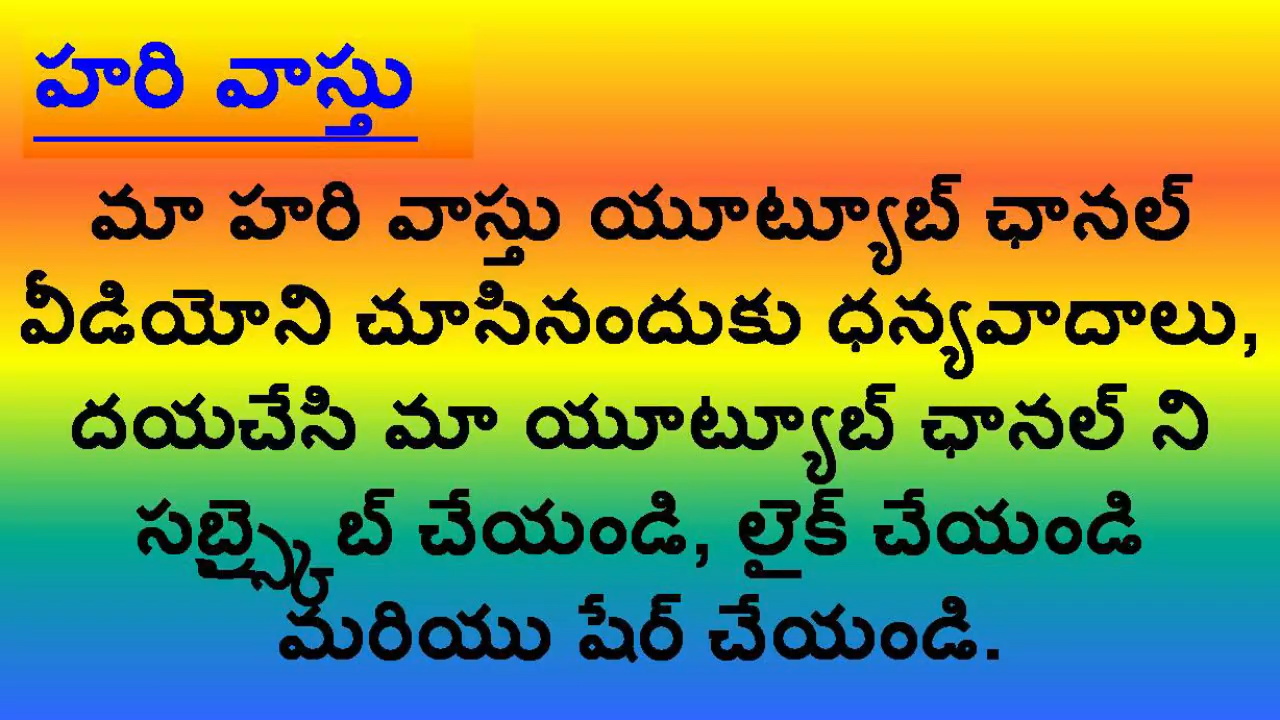 హరి వాస్తు
మా హరి వాస్తు యూట్యూబ్ ఛానల్
వీడియోని చూసినందుకు ధన్యవాదాలు,
దయచేసి మా యూట్యూబ్ ఛానల్ ని
సబ్స్క్రైబ్ చేయండి, లైక్ చేయండి
మరియు షేర్ చేయండి.